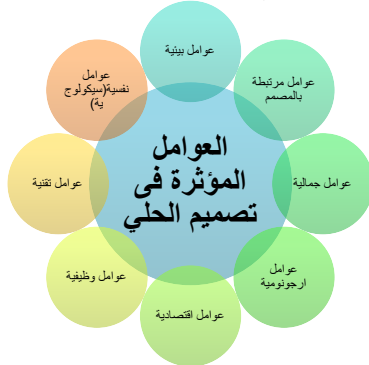 العوامل
المؤثرة فى
تصميم الحلي
عوامل بيئية
عوامل مرتبطة
بالمصمم
عوامل جمالية
عوامل
ارجونومية
عوامل اقتصادية
عوامل وظيفية
عوامل تقنية
عوامل
نفسية(سيكولوج
ية)